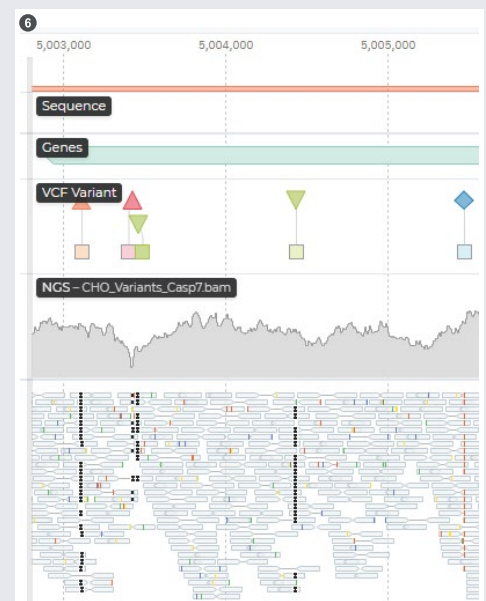 6
5,003,000 5,004,000 5,005,000
Sequence
Genes
VCF Variant
NGS – CHO_Variants_Casp7.bam